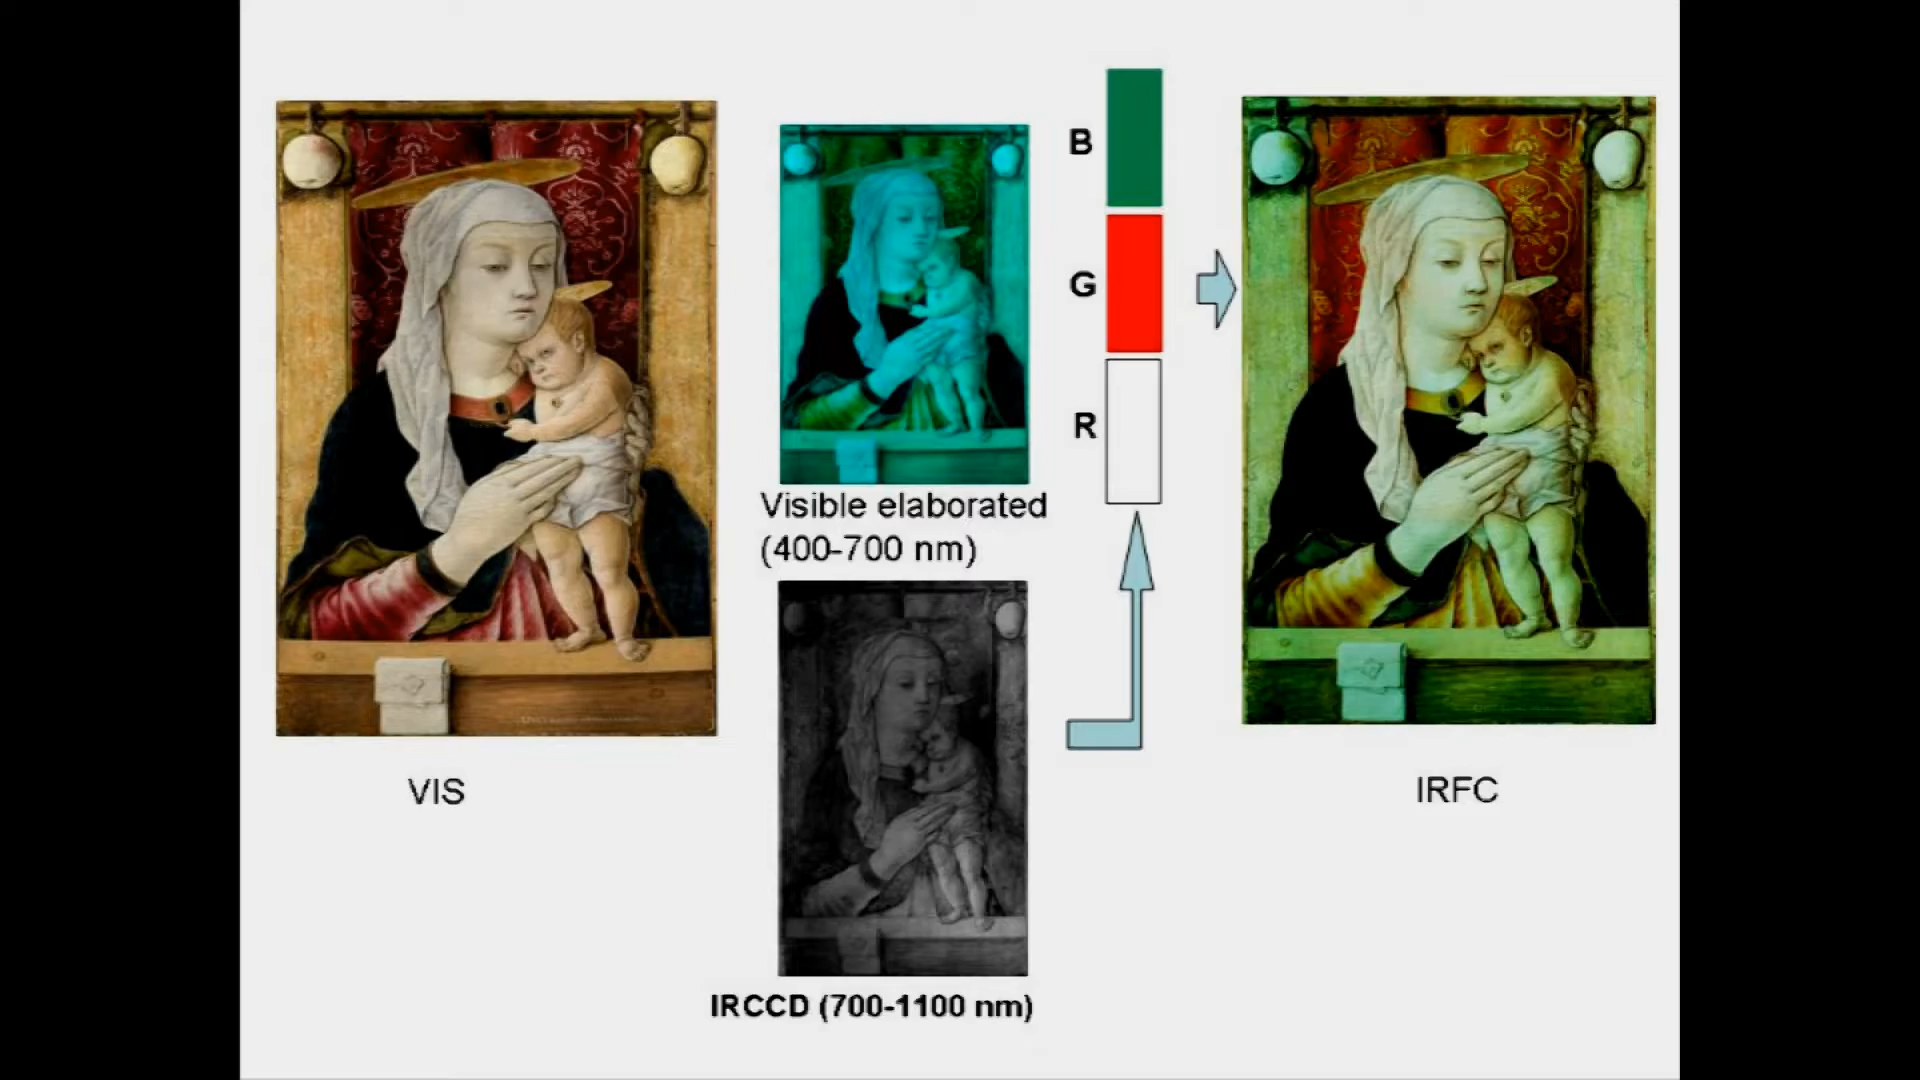 B
G
R
Visible elaborated
(400-700 nm)
VIS
IRFC
IRCCD (700-1100 nm)